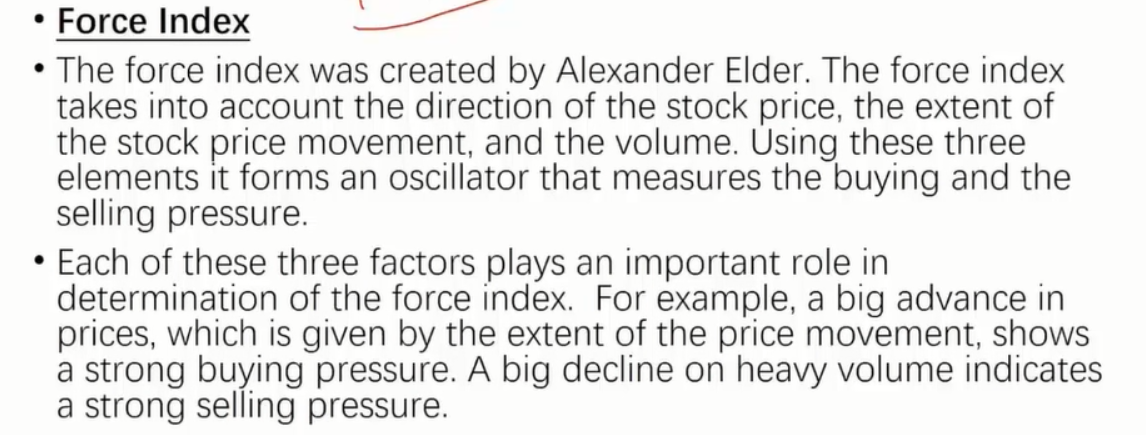 • Force Index
• The force index was created by Alexander Elder. The force index
takes into account the direction of the stock price, the extent of
the stock price movement, and the volume. Using these three
elements it forms an oscillator that measures the buying and the
selling pressure.
• Each of these three factors plays an important role in
determination of the force index.  For example, a big advance in
prices, which is given by the extent of the price movement, shows
a strong buying pressure. A big decline on heavy volume indicates
a strong selling pressure.